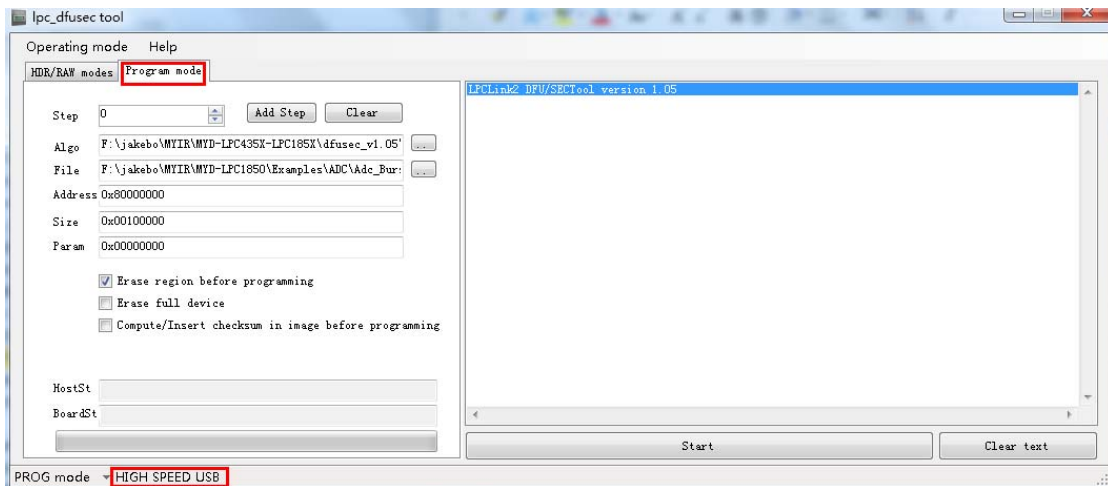 lpc_dfusec tool
Operating mode Help
HDR/RAW modes Program mode
LPCLink2 DFU/SECTool version 1.05
Step 0 Add Step Clear
Algo F:\jakebo\MYIR\MYD-LPC435X-LPC185X\dfusec_v1.05' ..
File F:\jakebo\MYIR\MYD-LPC1850\Examples\ADC\Adc_Bur: ..
Address 0x80000000
Size 0x00100000
Param 0x00000000
Erase region before programming
Erase full device
Compute/Insert checksum in image before programming
HostSt
BoardSt
Start Clear text
PROG mode HIGH SPEED USB